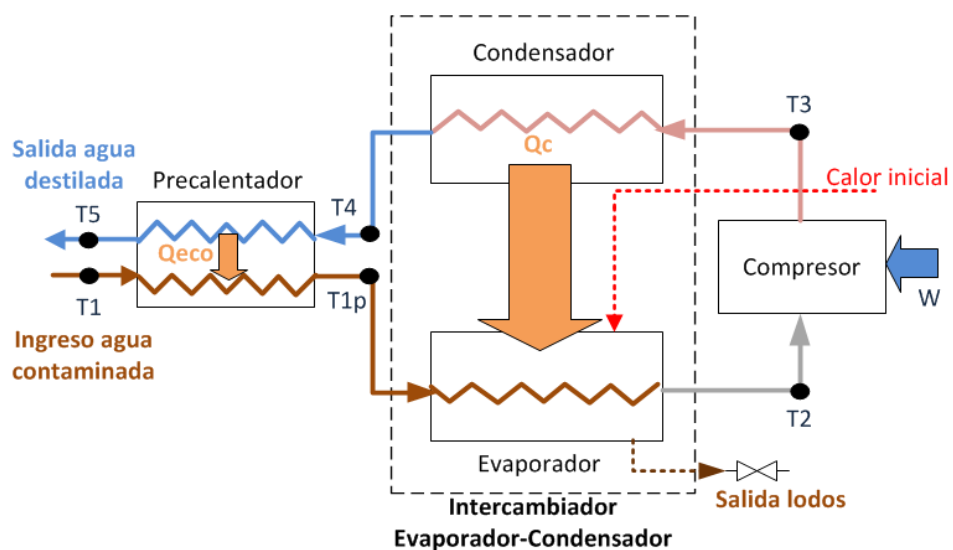 Condensador
T3
Qc
Salida agua
destilada
Precalentador
Calor inicial
T5
T4
Qeco
Compresor
T1
T1p
W
Ingreso agua
contaminada
T2
Evaporador
Salida lodos
Intercambiador
Evaporador-Condensador